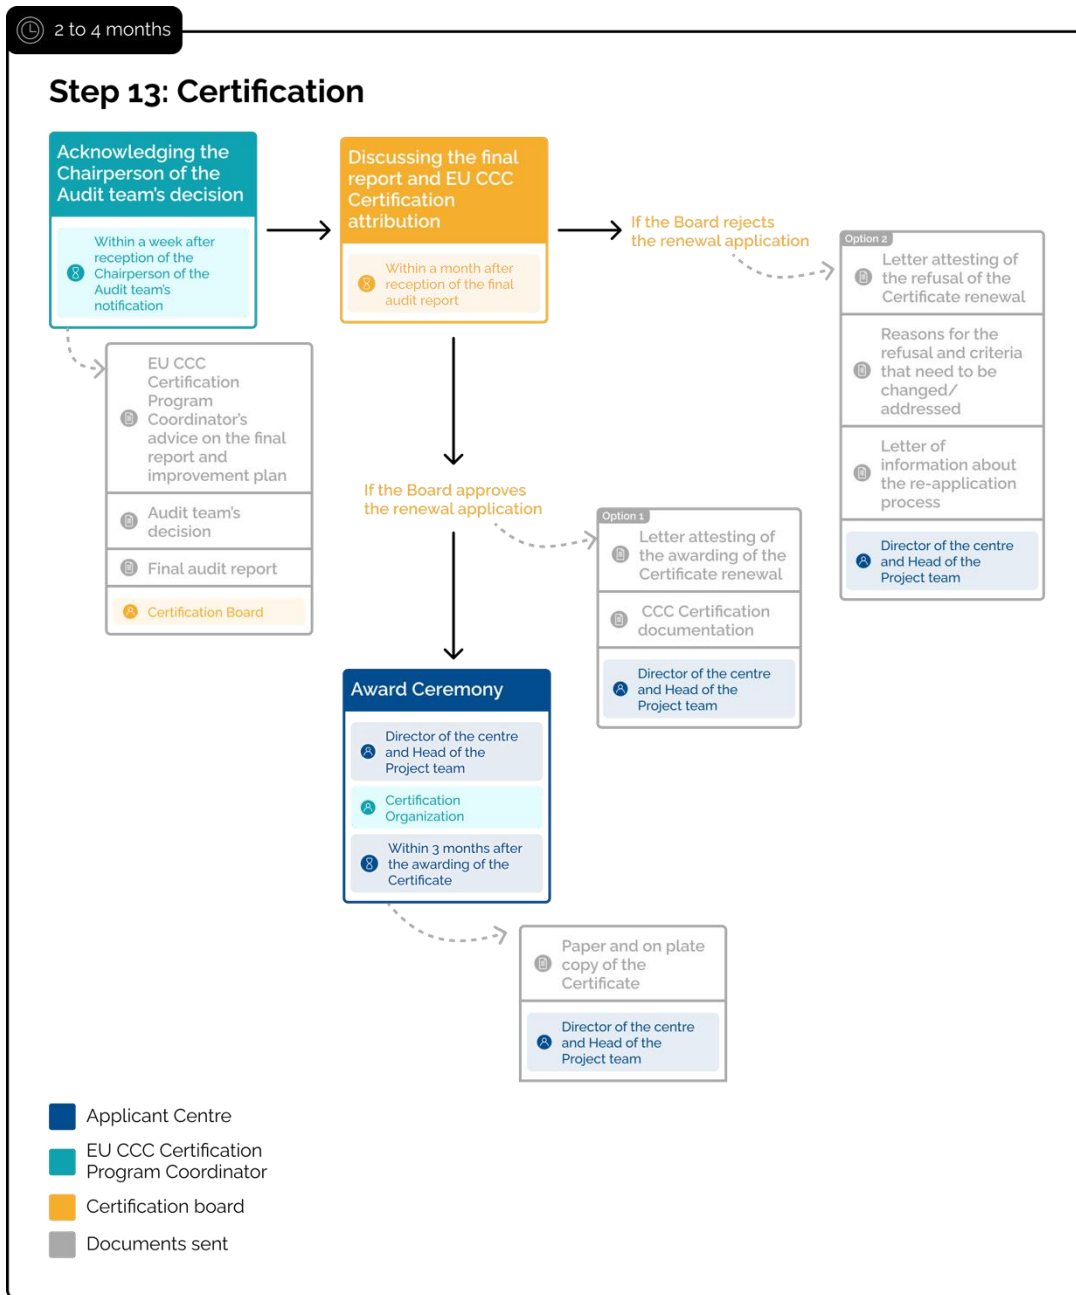 2 to 4 months
Step 13: Certification
Acknowledging the
Chairperson of the
Audit team's decision
Within a week after
reception of the
Chairperson of the
Audit team's
notification
EU CCC
Certification
Program
Coordinator's
advice on the final
report and
improvement plan
Audit team's
decision
Final audit report
Certification Board
Discussing the final
report and EU CCC
Certification
attribution
Within a month after
reception of the final
audit report
If the Board rejects
the renewal application
Option 2
Letter attesting of
the refusal of the
Certificate renewal
Reasons for the
refusal and criteria
that need to be
changed/
addressed
Letter of
information about
the re-application
process
Director of the centre
and Head of the
Project team
If the Board approves
the renewal application
Option 1
Letter attesting of
the awarding of the
Certificate renewal
CCC Certification
documentation
Director of the centre
and Head of the
Project team
Award Ceremony
Director of the centre
and Head of the
Project team
Certification
Organization
Within 3 months after
the awarding of the
Certificate
Paper and on plate
copy of the
Certificate
Director of the centre
and Head of the
Project team
Applicant Centre
EU CCC Certification
Program Coordinator
Certification board
Documents sent